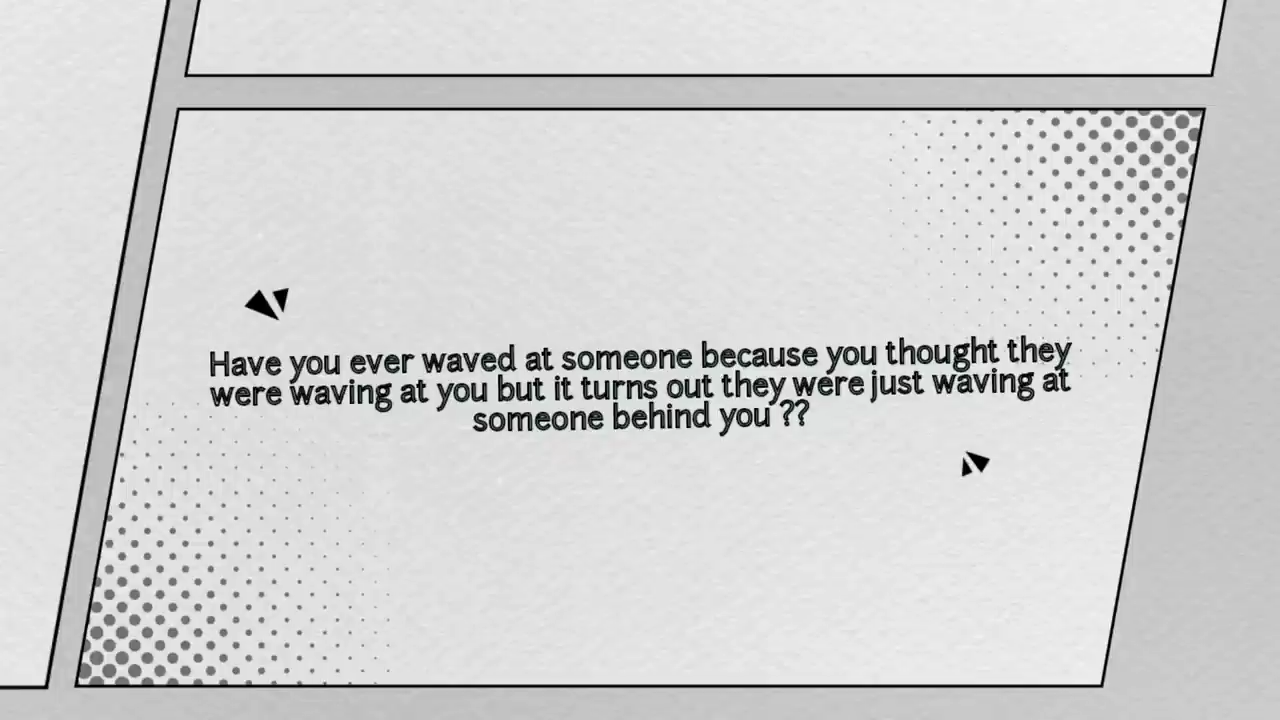 Have you ever waved at someone because you thought they
were waving at you but it turns out they were just waving at
someone behind you ??